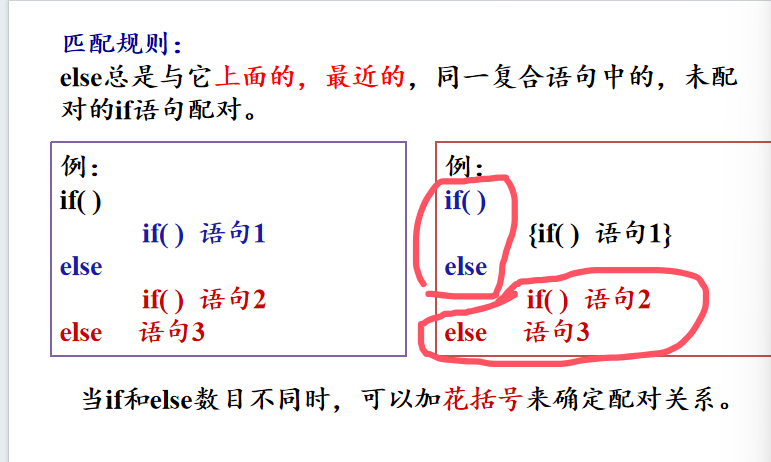 匹配规则：
else总是与它上面的，最近的，同一复合语句中的，未配
对的if语句配对。
例：
if( )
if( ) 语句1
else
if( ) 语句2
else 语句3
例：
if( )
{if( ) 语句1}
else
if( ) 语句2
else 语句3
当if和else数目不同时，可以加花括号来确定配对关系。